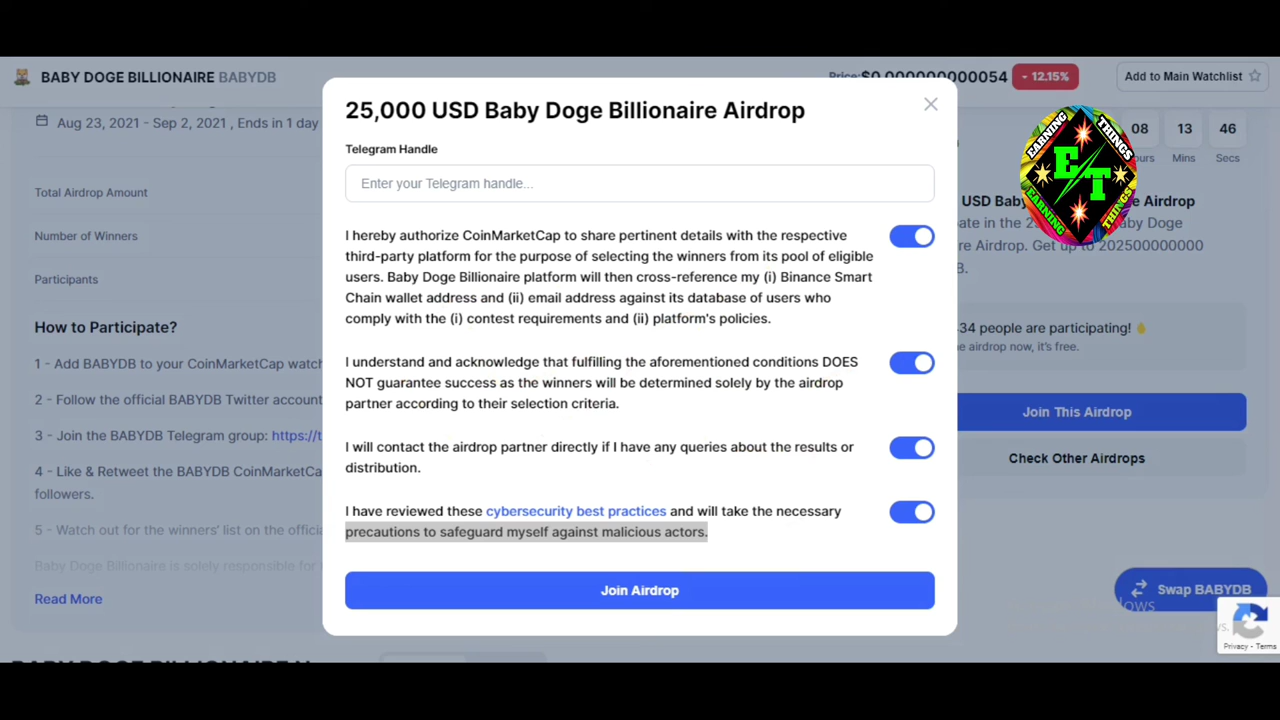 BABY DOGE BILLIONAIRE BABYDB
Price:$0.000000000054
12.15%
Add to Main Watchlist
Aug 23, 2021 - Sep 2, 2021 , Ends in 1 day
Total Airdrop Amount
Number of Winners
Participants
How to Participate?
1 - Add BABYDB to your CoinMarketCap watch
2 - Follow the official BABYDB Twitter account
3 - Join the BABYDB Telegram group: https://t
4 - Like & Retweet the BABYDB CoinMarketCa
followers.
5 - Watch out for the winners' list on the officia
Baby Doge Billionaire is solely responsible for
Read More
25,000 USD Baby Doge Billionaire Airdrop
Telegram Handle
Enter your Telegram handle...
I hereby authorize CoinMarketCap to share pertinent details with the respective
third-party platform for the purpose of selecting the winners from its pool of eligible
users. Baby Doge Billionaire platform will then cross-reference my (i) Binance Smart
Chain wallet address and (ii) email address against its database of users who
comply with the (i) contest requirements and (ii) platform's policies.
I understand and acknowledge that fulfilling the aforementioned conditions DOES
NOT guarantee success as the winners will be determined solely by the airdrop
partner according to their selection criteria.
I will contact the airdrop partner directly if I have any queries about the results or
distribution.
I have reviewed these cybersecurity best practices and will take the necessary
precautions to safeguard myself against malicious actors.
Join Airdrop
EARNING THINGS
ET
EARNING THINGS
08 13 46
ours Mins Secs
USD Baby Airdrop
Doge
Airdrop. Get up to 202500000000
B.
434 people are participating!
e airdrop now, it's free.
Join This Airdrop
Check Other Airdrops
Swap BABYDB
Privacy - Terms